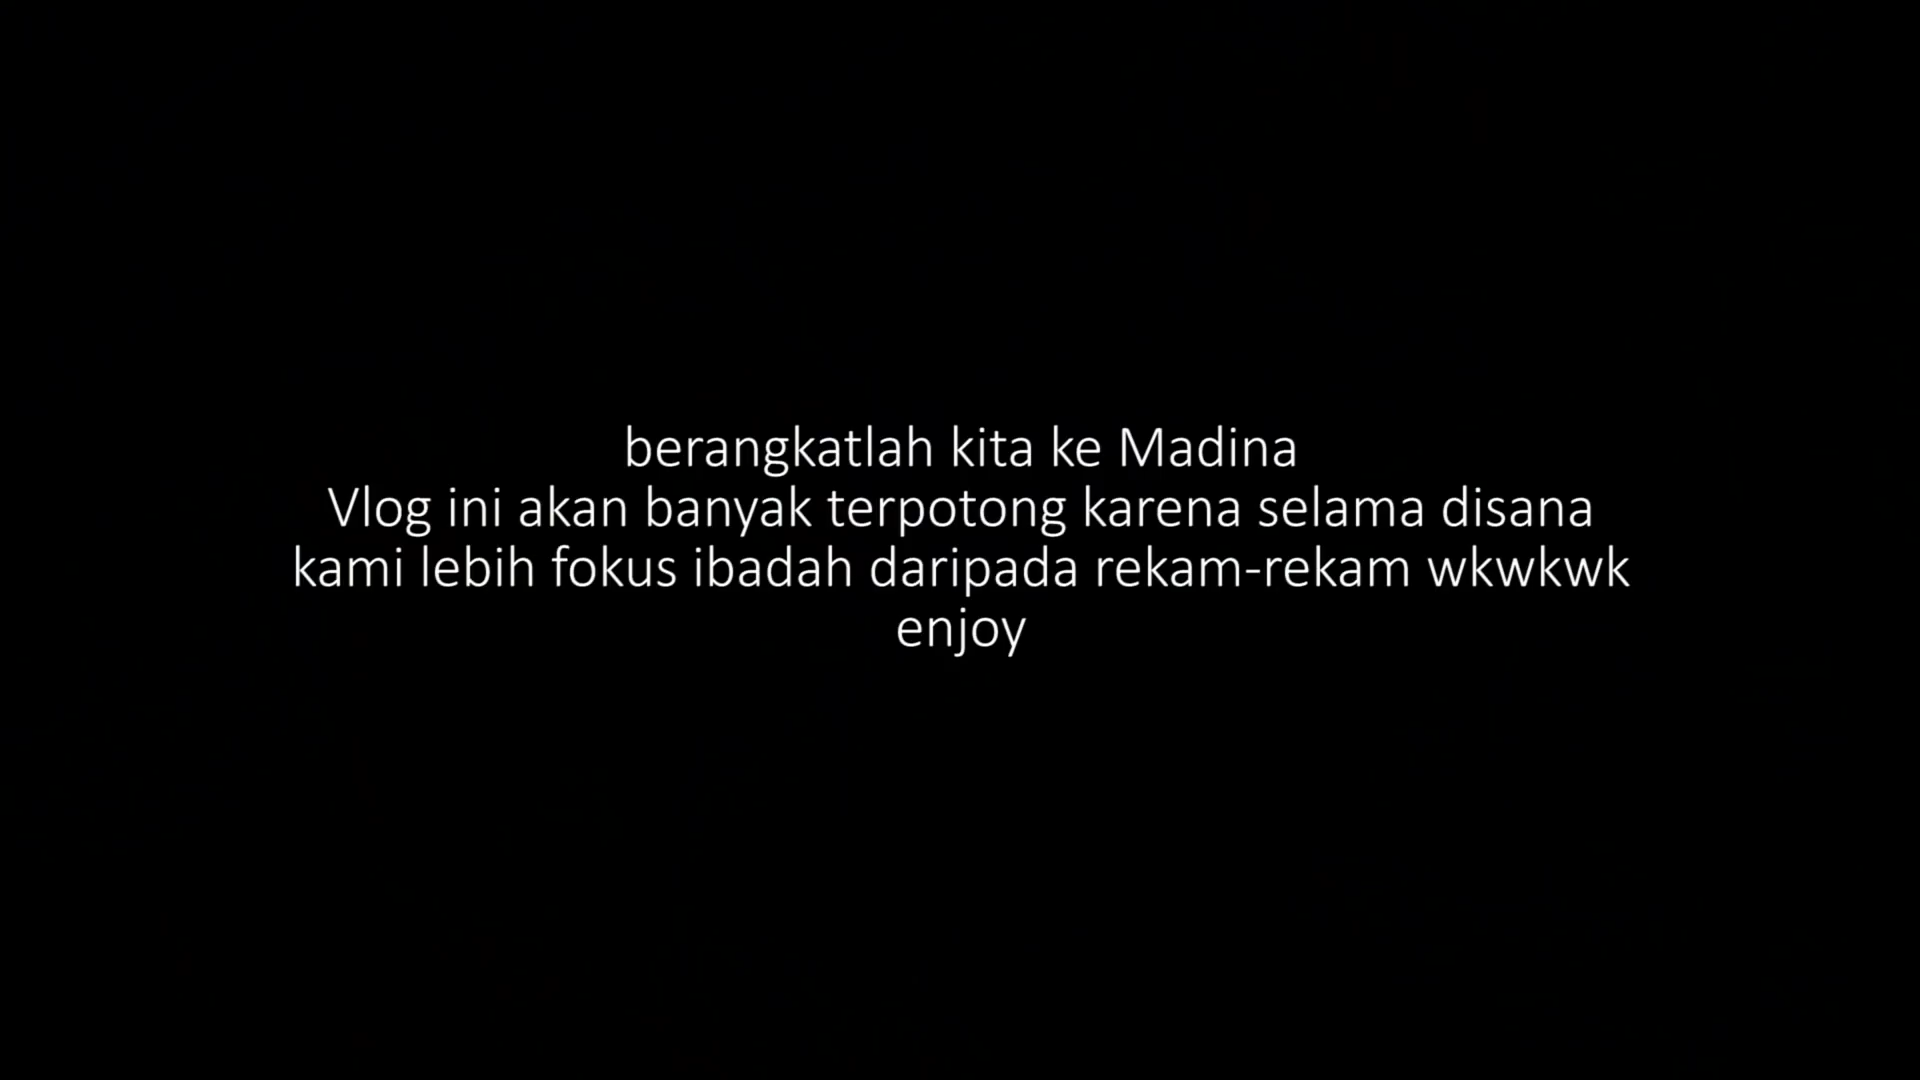 berangkatlah kita ke Madina
Vlog ini akan banyak terpotong karena selama disana
kami lebih fokus ibadah daripada rekam-rekam wkwkwk
enjoy